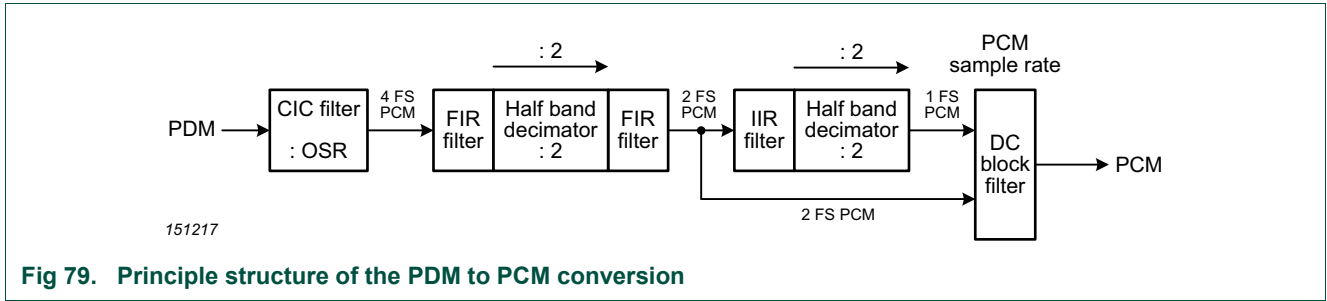 : 2
: 2
PCM
sample rate
PDM
CIC filter
: OSR
4 FS
PCM
FIR
filter
Half band
decimator
: 2
FIR
filter
2 FS
PCM
IIR
filter
Half band
decimator
: 2
1 FS
PCM
DC
block
filter
PCM
2 FS PCM
151217
Fig 79. Principle structure of the PDM to PCM conversion